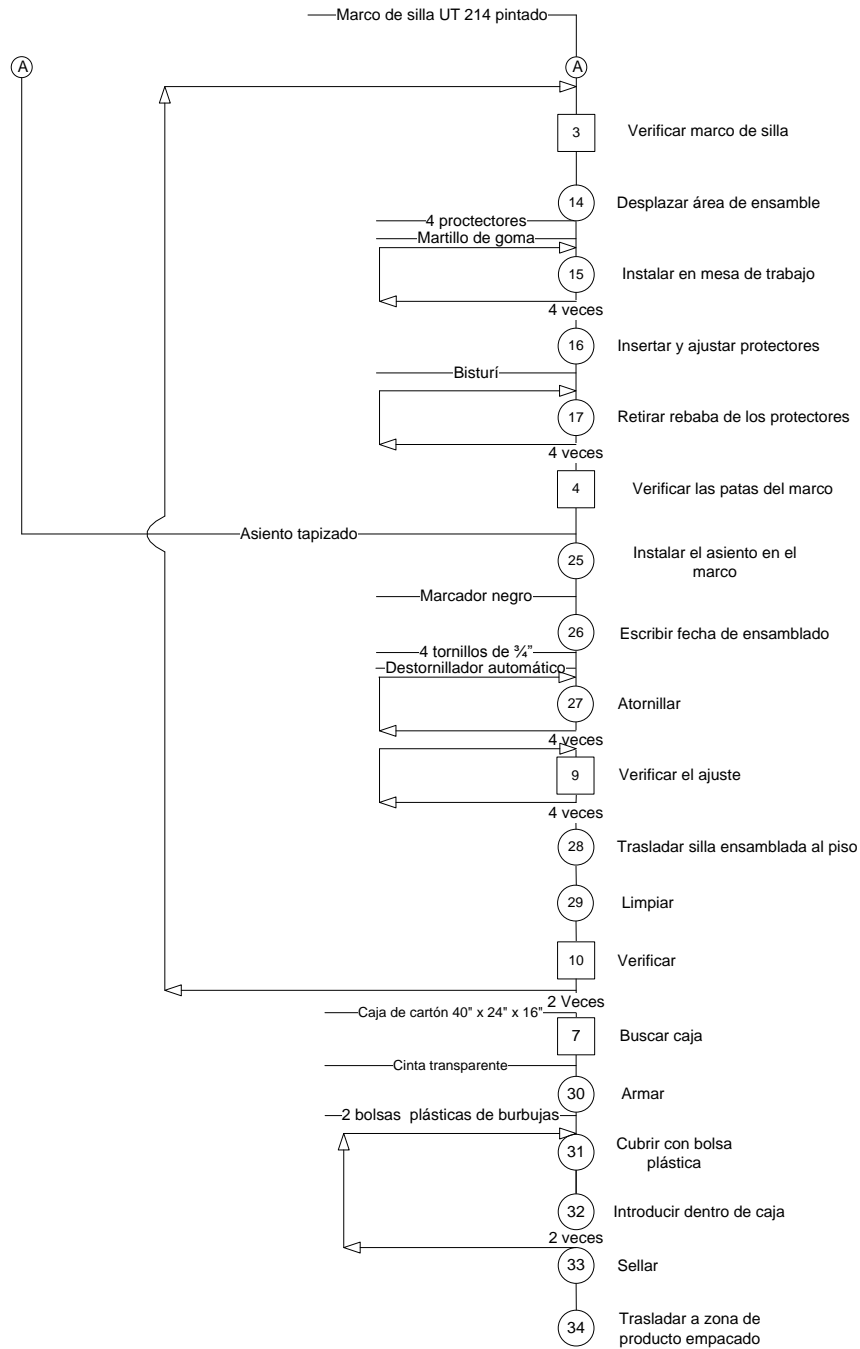 Marco de silla UT 214 pintado
A
A
3
Verificar marco de silla
14
Desplazar área de ensamble
4 proctectores
Martillo de goma
15
Instalar en mesa de trabajo
4 veces
16
Insertar y ajustar protectores
Bisturí
17
Retirar rebaba de los protectores
4 veces
4
Verificar las patas del marco
Asiento tapizado
25
Instalar el asiento en el
marco
Marcador negro
26
Escribir fecha de ensamblado
4 tornillos de ¾”
Destornillador automático
27
Atornillar
4 veces
9
Verificar el ajuste
4 veces
28
Trasladar silla ensamblada al piso
29
Limpiar
10
Verificar
2 Veces
Caja de cartón 40" x 24" x 16"
7
Buscar caja
Cinta transparente
30
Armar
2 bolsas plásticas de burbujas
31
Cubrir con bolsa
plástica
32
Introducir dentro de caja
2 veces
33
Sellar
34
Trasladar a zona de
producto empacado